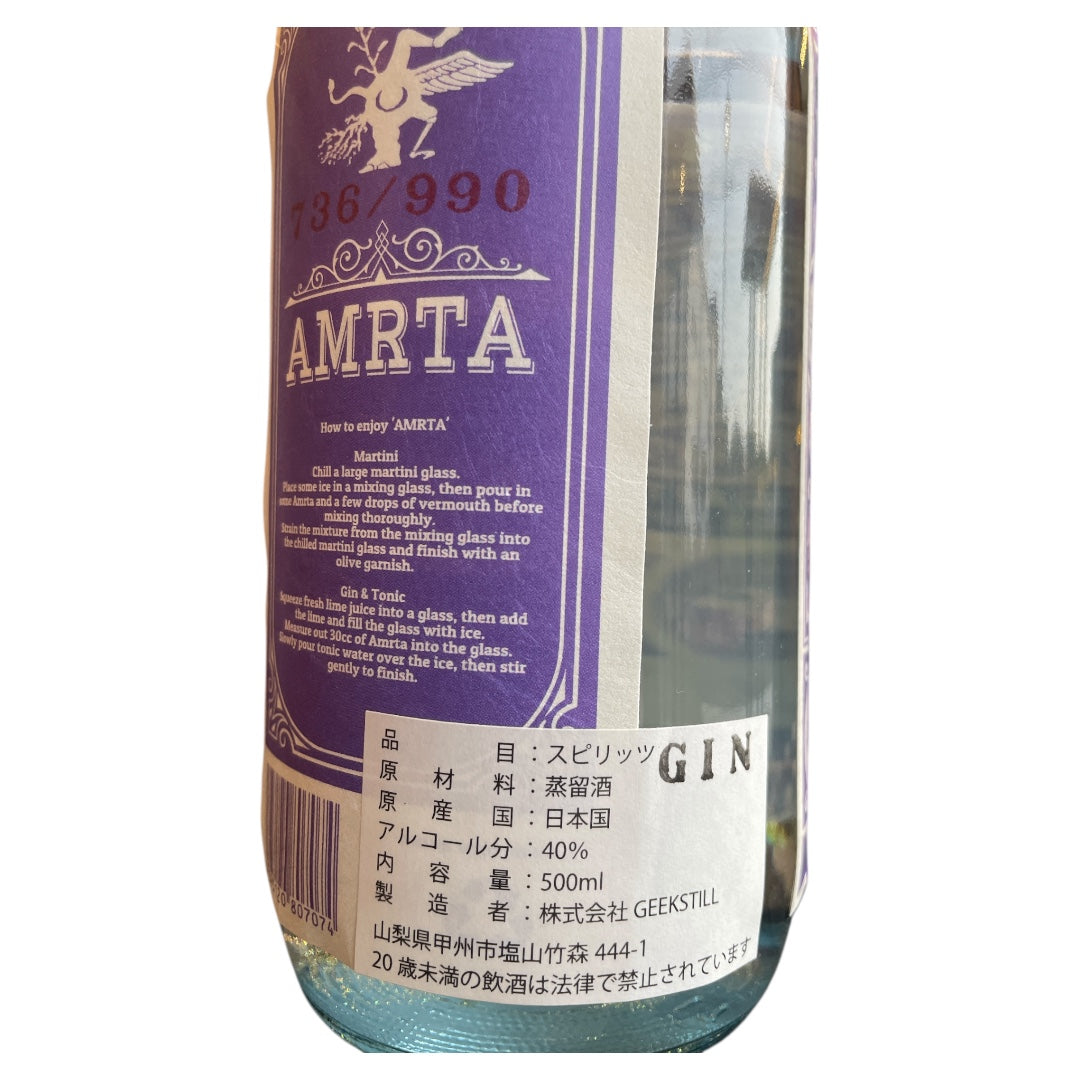 736/990
AMRTA
How to enjoy 'AMRTA'
Martini
Chill a large martini glass.
Place some ice in a mixing glass, then pour in
some Amrta and a few drops of vermouth before
mixing thoroughly.
Strain the mixture from the mixing glass into
the chilled martini glass and finish with an
olive garnish.
Gin & Tonic
Squeeze fresh lime juice into a glass, then add
the lime and fill the glass with ice.
Measure out 30cc of Amrta into the glass.
Slowly pour tonic water over the ice, then stir
gently to finish.
品目：スピリッツ GIN
原材料：蒸留酒
原産国：日本国
アルコール分：40%
内容量：500ml
製造者：株式会社 GEEKSTILL
山梨県甲州市塩山竹森 444-1
20 歳未満の飲酒は法律で禁止されています
807074